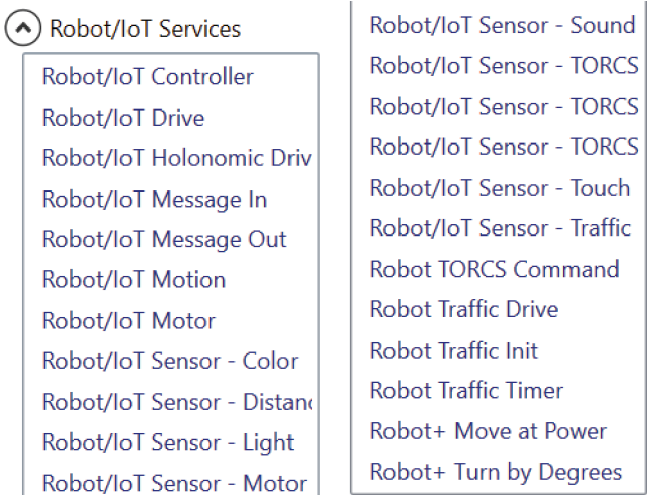 Robot/IoT Services
Robot/IoT Controller
Robot/IoT Drive
Robot/IoT Holonomic Driv
Robot/IoT Message In
Robot/IoT Message Out
Robot/IoT Motion
Robot/IoT Motor
Robot/IoT Sensor - Color
Robot/IoT Sensor - Distanc
Robot/IoT Sensor - Light
Robot/IoT Sensor - Motor
Robot/IoT Sensor - Sound
Robot/IoT Sensor - TORCS
Robot/IoT Sensor - TORCS
Robot/IoT Sensor - TORCS
Robot/IoT Sensor - Touch
Robot/IoT Sensor - Traffic
Robot TORCS Command
Robot Traffic Drive
Robot Traffic Init
Robot Traffic Timer
Robot+ Move at Power
Robot+ Turn by Degrees